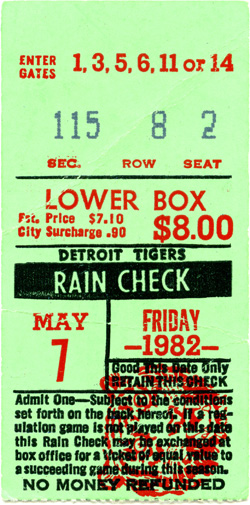 ENTER GATES 1, 3, 5, 6, 11 or 14
115 8 2
SEC. ROW SEAT
LOWER BOX
Est. Price $7.10
City Surcharge .90 $8.00
DETROIT TIGERS
RAIN CHECK
MAY FRIDAY
7 —1982—
Good This Date Only
RETAIN THIS CHECK
Admit One—Subject to the conditions
set forth on the back hereof. If a reg-
ulation game is not played on this date
this Rain Check may be exchanged at
box office for a ticket of equal value to
a succeeding game during this season.
NO MONEY REFUNDED